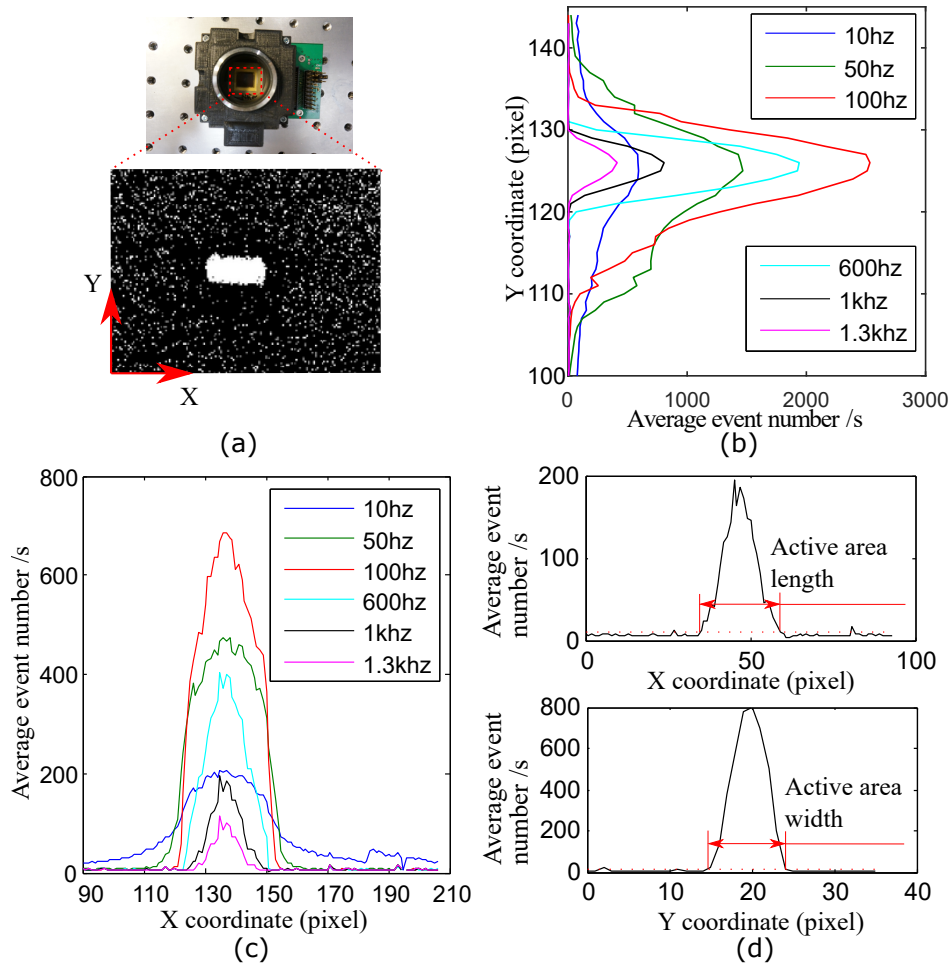 Y
X
(a)
140
130
120
110
100
Y coordinate (pixel)
10hz
50hz
100hz
600hz
1khz
1.3khz
0
1000
2000
3000
Average event number /s
(b)
800
600
400
200
0
Average event number /s
10hz
50hz
100hz
600hz
1khz
1.3khz
90
110
130
150
170
190
210
X coordinate (pixel)
(c)
200
100
0
Average event
number /s
Active area
length
0
50
100
X coordinate (pixel)
800
600
400
200
0
Average event
number /s
Active area
width
0
10
20
30
40
Y coordinate (pixel)
(d)